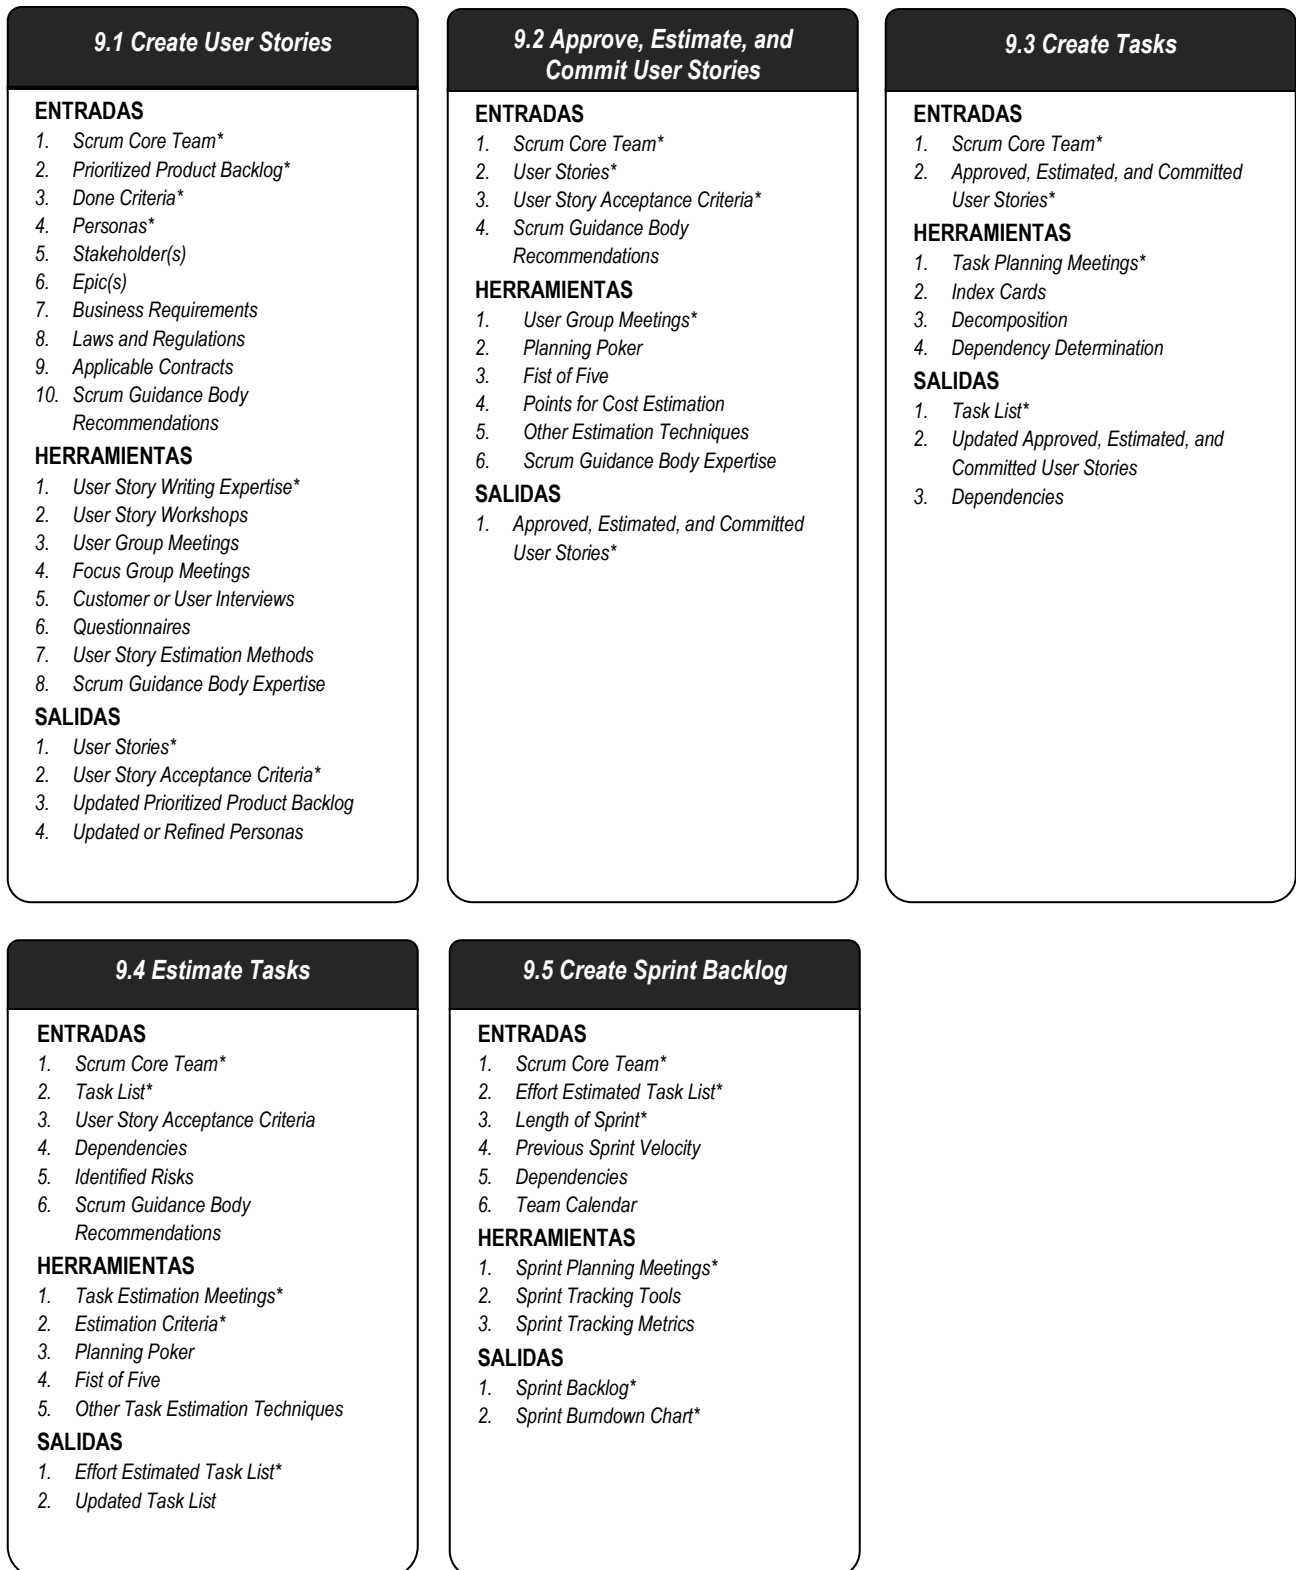 9.1 Create User Stories
ENTRADAS
1. Scrum Core Team*
2. Prioritized Product Backlog*
3. Done Criteria*
4. Personas*
5. Stakeholder(s)
6. Epic(s)
7. Business Requirements
8. Laws and Regulations
9. Applicable Contracts
10. Scrum Guidance Body
Recommendations
HERRAMIENTAS
1. User Story Writing Expertise*
2. User Story Workshops
3. User Group Meetings
4. Focus Group Meetings
5. Customer or User Interviews
6. Questionnaires
7. User Story Estimation Methods
8. Scrum Guidance Body Expertise
SALIDAS
1. User Stories*
2. User Story Acceptance Criteria*
3. Updated Prioritized Product Backlog
4. Updated or Refined Personas
9.2 Approve, Estimate, and
Commit User Stories
ENTRADAS
1. Scrum Core Team*
2. User Stories*
3. User Story Acceptance Criteria*
4. Scrum Guidance Body
Recommendations
HERRAMIENTAS
1. User Group Meetings*
2. Planning Poker
3. Fist of Five
4. Points for Cost Estimation
5. Other Estimation Techniques
6. Scrum Guidance Body Expertise
SALIDAS
1. Approved, Estimated, and Committed
User Stories*
9.3 Create Tasks
ENTRADAS
1. Scrum Core Team*
2. Approved, Estimated, and Committed
User Stories*
HERRAMIENTAS
1. Task Planning Meetings*
2. Index Cards
3. Decomposition
4. Dependency Determination
SALIDAS
1. Task List*
2. Updated Approved, Estimated, and
Committed User Stories
3. Dependencies
9.4 Estimate Tasks
ENTRADAS
1. Scrum Core Team*
2. Task List*
3. User Story Acceptance Criteria
4. Dependencies
5. Identified Risks
6. Scrum Guidance Body
Recommendations
HERRAMIENTAS
1. Task Estimation Meetings*
2. Estimation Criteria*
3. Planning Poker
4. Fist of Five
5. Other Task Estimation Techniques
SALIDAS
1. Effort Estimated Task List*
2. Updated Task List
9.5 Create Sprint Backlog
ENTRADAS
1. Scrum Core Team*
2. Effort Estimated Task List*
3. Length of Sprint*
4. Previous Sprint Velocity
5. Dependencies
6. Team Calendar
HERRAMIENTAS
1. Sprint Planning Meetings*
2. Sprint Tracking Tools
3. Sprint Tracking Metrics
SALIDAS
1. Sprint Backlog*
2. Sprint Burndown Chart*